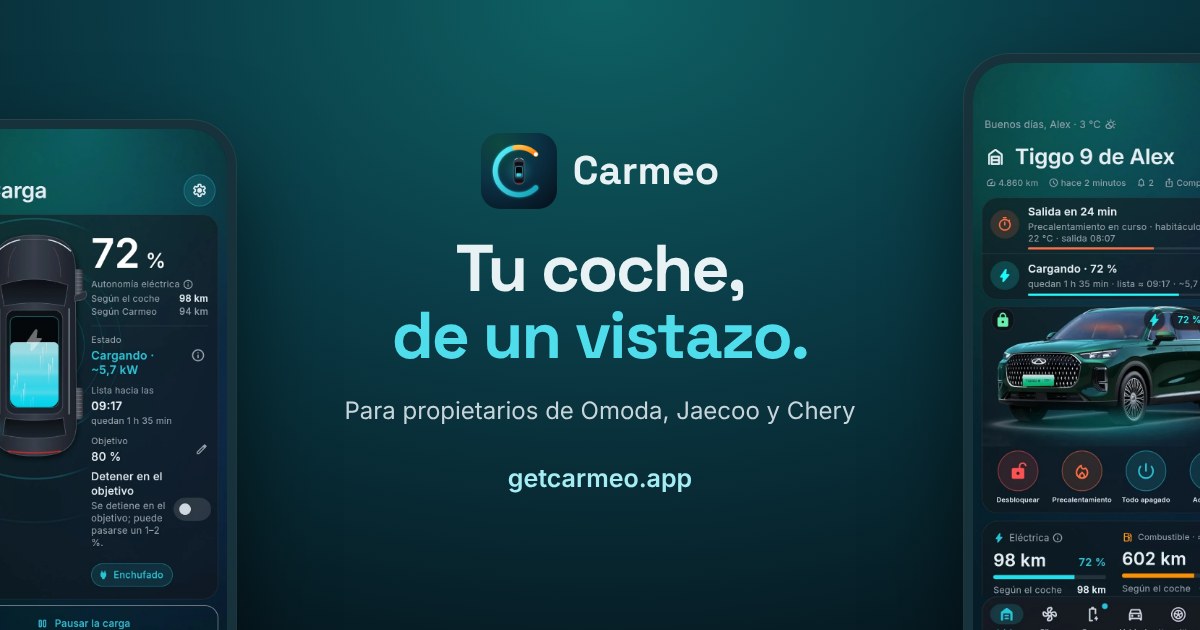 Carga
72 %
Autonomía eléctrica
Según el coche 98 km
Según Carmeo 94 km
Estado
Cargando ·
~5,7 kW
Lista hacia las
09:17
quedan 1 h 35 min
Objetivo
80 %
Detener en el
objetivo
Se detiene en el
objetivo; puede
pasarse un 1–2
%.
Enchufado
Pausar la carga
Carmeo
Tu coche,
de un vistazo.
Para propietarios de Omoda, Jaecoo y Chery
getcarmeo.app
Buenos días, Alex · 3 °C
Tiggo 9 de Alex
4.860 km hace 2 minutos 2
Salida en 24 min
Precalentamiento en curso · habitáculo
22 °C · salida 08:07
Cargando · 72 %
quedan 1 h 35 min · lista ≈ 09:17 · ~5,7
72 %
Desbloquear Precalentamiento Todo apagado
Eléctrica Combustible ·
98 km 72 % 602 km
Según el coche 98 km Según el coche